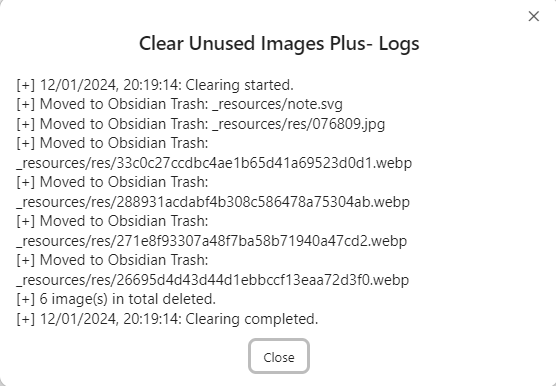 Clear Unused Images Plus- Logs
[+] 12/01/2024, 20:19:14: Clearing started.
[+] Moved to Obsidian Trash: _resources/note.svg
[+] Moved to Obsidian Trash: _resources/res/076809.jpg
[+] Moved to Obsidian Trash:
_resources/res/33c0c27ccdbc4ae1b65d41a69523d0d1.webp
[+] Moved to Obsidian Trash:
_resources/res/288931acdabf4b308c586478a75304ab.webp
[+] Moved to Obsidian Trash:
_resources/res/271e8f93307a48f7ba58b71940a47cd2.webp
[+] Moved to Obsidian Trash:
_resources/res/26695d4d43d44d1ebbccf13eaa72d3f0.webp
[+] 6 image(s) in total deleted.
[+] 12/01/2024, 20:19:14: Clearing completed.
Close